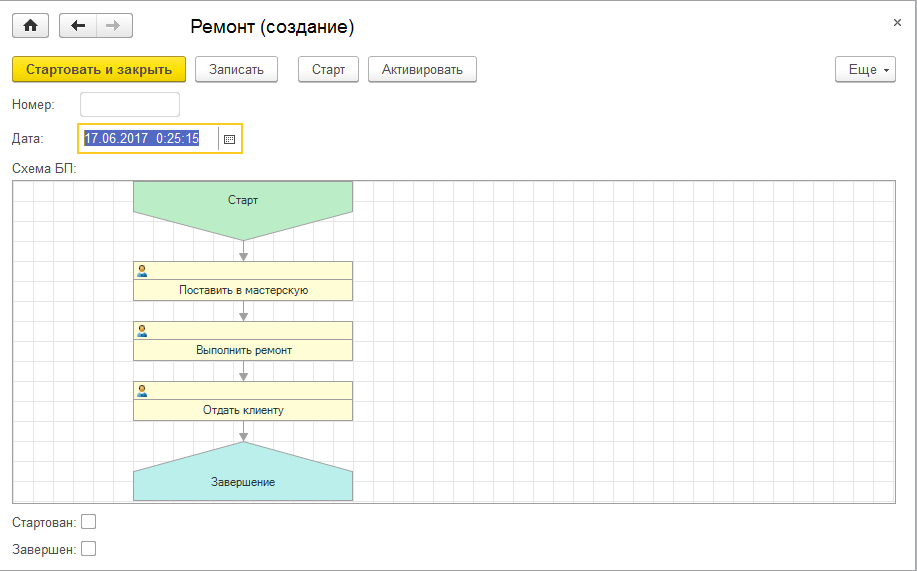 Ремонт (создание)
Стартовать и закрыть Записать Старт Активировать Еще
Номер:
Дата: 17.06.2017 0:25:15
Схема БП:
Старт
Поставить в мастерскую
Выполнить ремонт
Отдать клиенту
Завершение
Стартован:
Завершен: